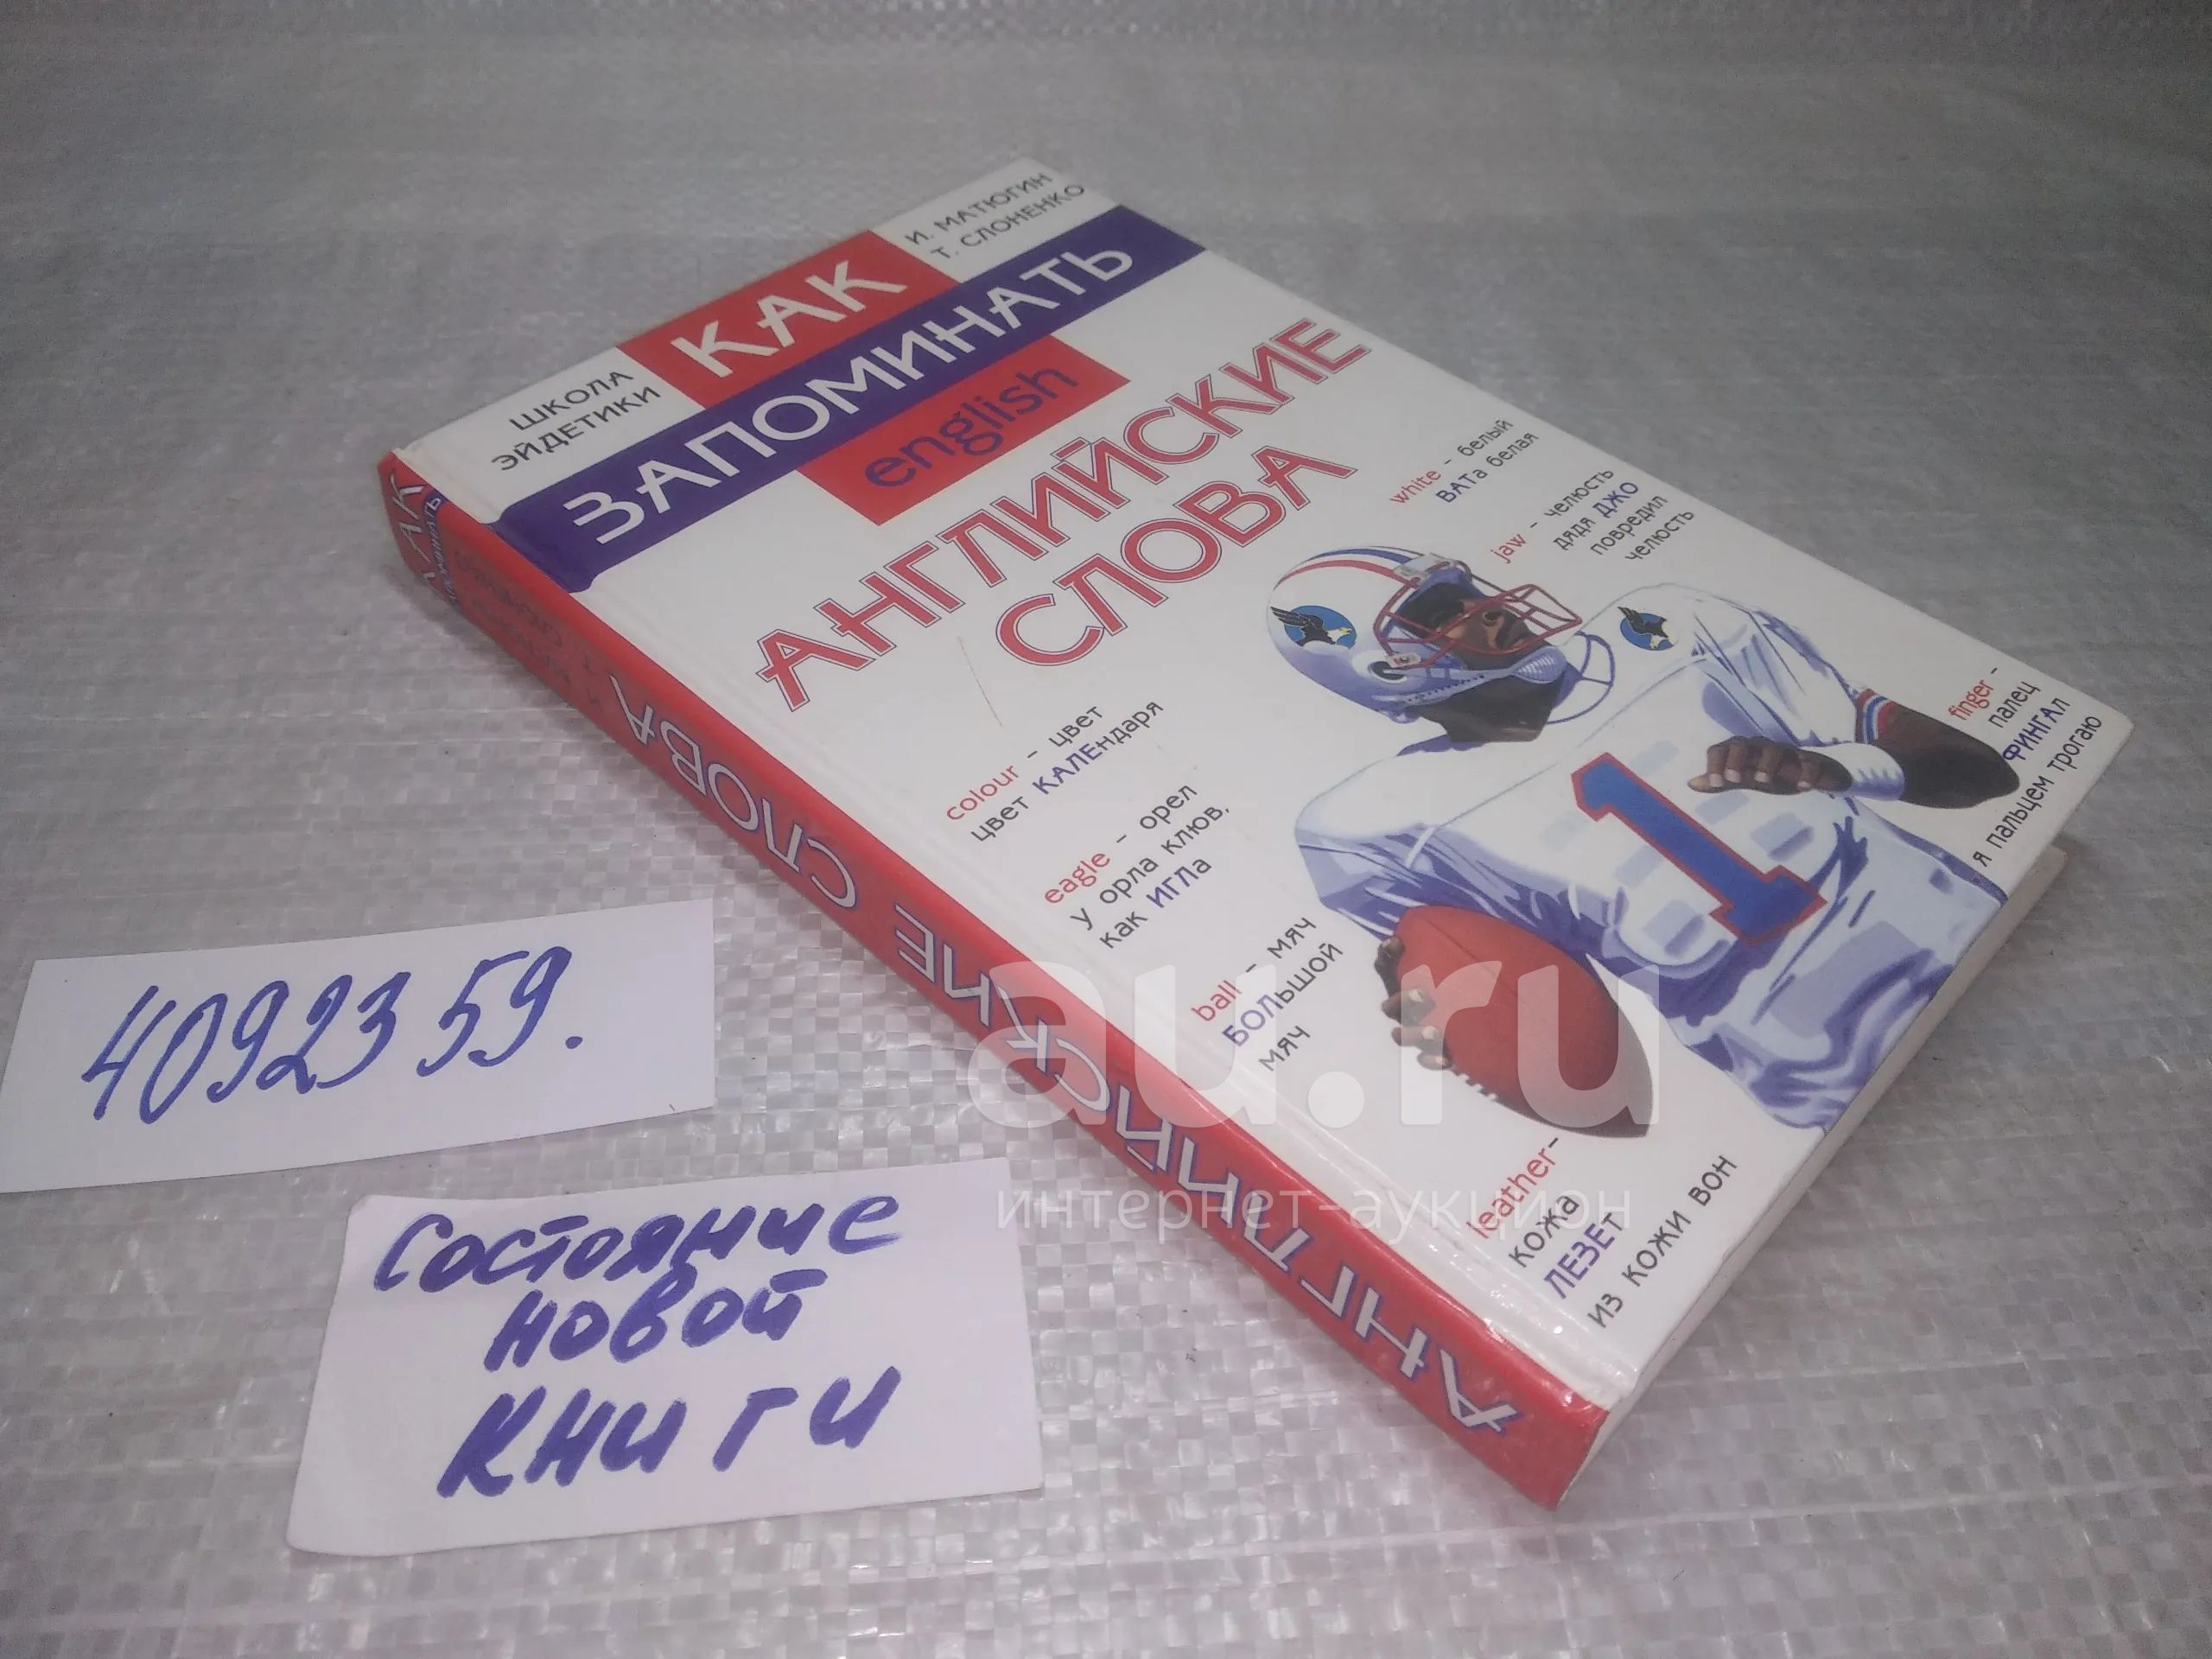 И. МАТЮГИН
Т. СЛОНЕНКО
ШКОЛА
ЭЙДЕТИКИ
КАК
ЗАПОМИНАТЬ
english
АНГЛИЙСКИЕ
СЛОВА
white - белый
ВАТа белая
jaw - челюсть
дядя ДЖО
повредил
челюсть
finger -
палец
ФИНГАл
я пальцем трогаю
colour - цвет
цвет КАЛЕндаря
eagle - орел
у орла клюв,
как ИГЛа
ball - мяч
БОЛьшой
мяч
leather-
кожа
ЛЕЗЕт
из кожи вон
1
КАК
ЗАПОМИНАТЬ
АНГЛИЙСКИЕ СЛОВА
4092359.
Состояние
новой
книги
au.ru
интернет-аукцион